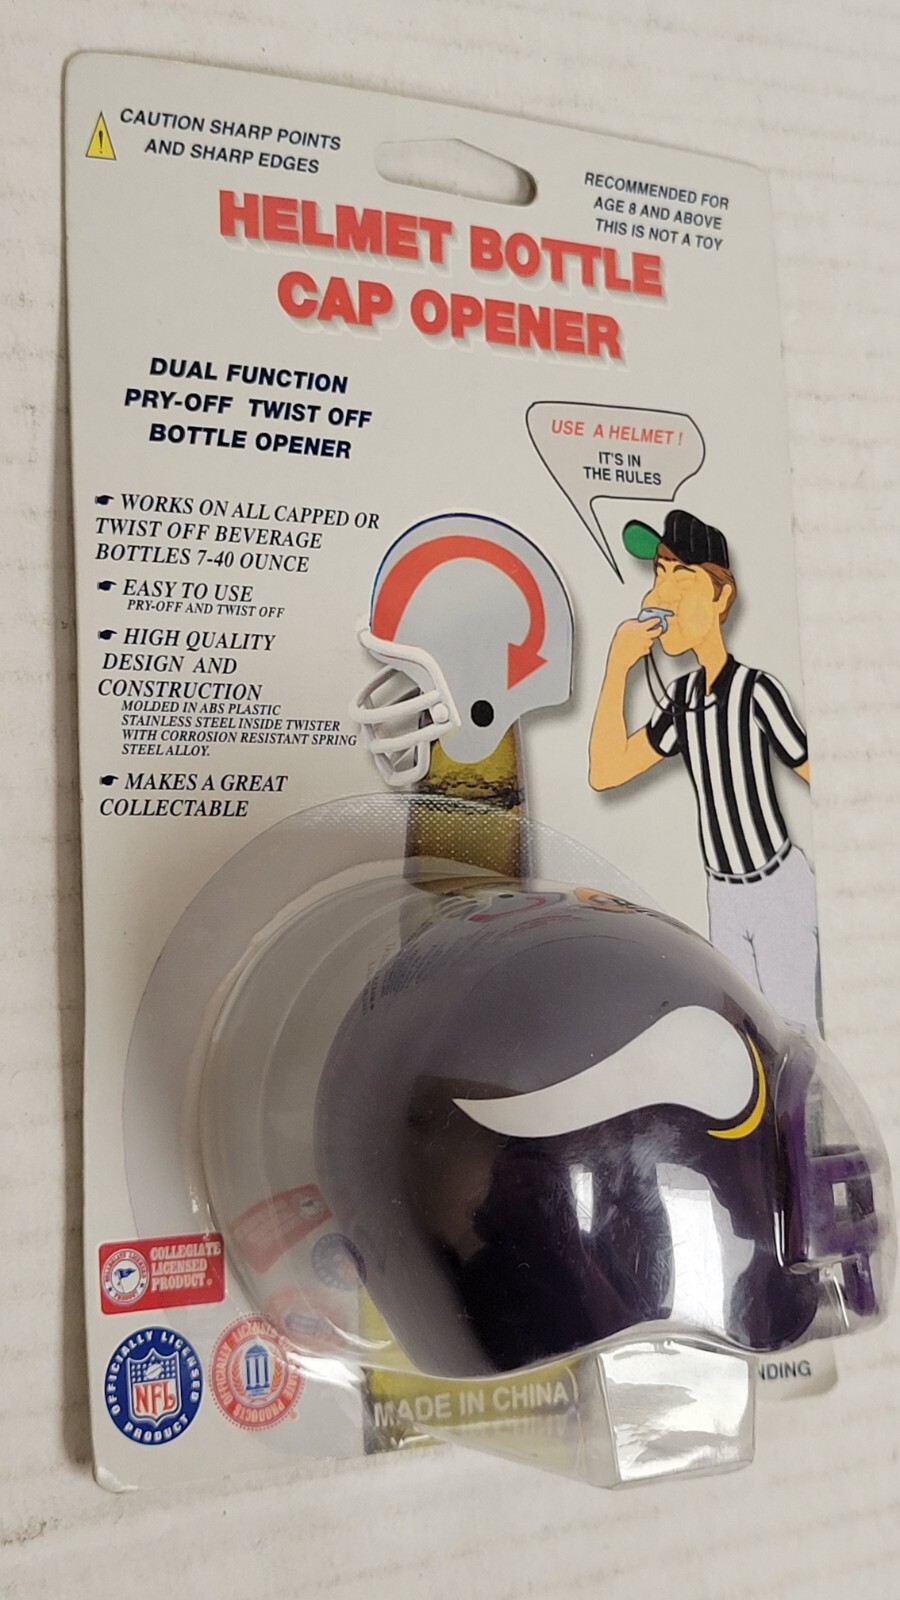 CAUTION SHARP POINTS
AND SHARP EDGES
RECOMMENDED FOR
AGE 8 AND ABOVE
THIS IS NOT A TOY
HELMET BOTTLE
CAP OPENER
DUAL FUNCTION
PRY-OFF TWIST OFF
BOTTLE OPENER
USE A HELMET !
IT'S IN
THE RULES
WORKS ON ALL CAPPED OR
TWIST OFF BEVERAGE
BOTTLES 7-40 OUNCE
EASY TO USE
PRY-OFF AND TWIST OFF
HIGH QUALITY
DESIGN AND
CONSTRUCTION
MOLDED IN ABS PLASTIC
STAINLESS STEEL INSIDE TWISTER
WITH CORROSION RESISTANT SPRING
STEEL ALLOY.
MAKES A GREAT
COLLECTABLE
COLLEGIATE
LICENSED
PRODUCT®
OFFICIALLY LICENSED
NFL
PRODUCT
OFFICIALLY LICENSED
PRODUCTS
MADE IN CHINA
NDING